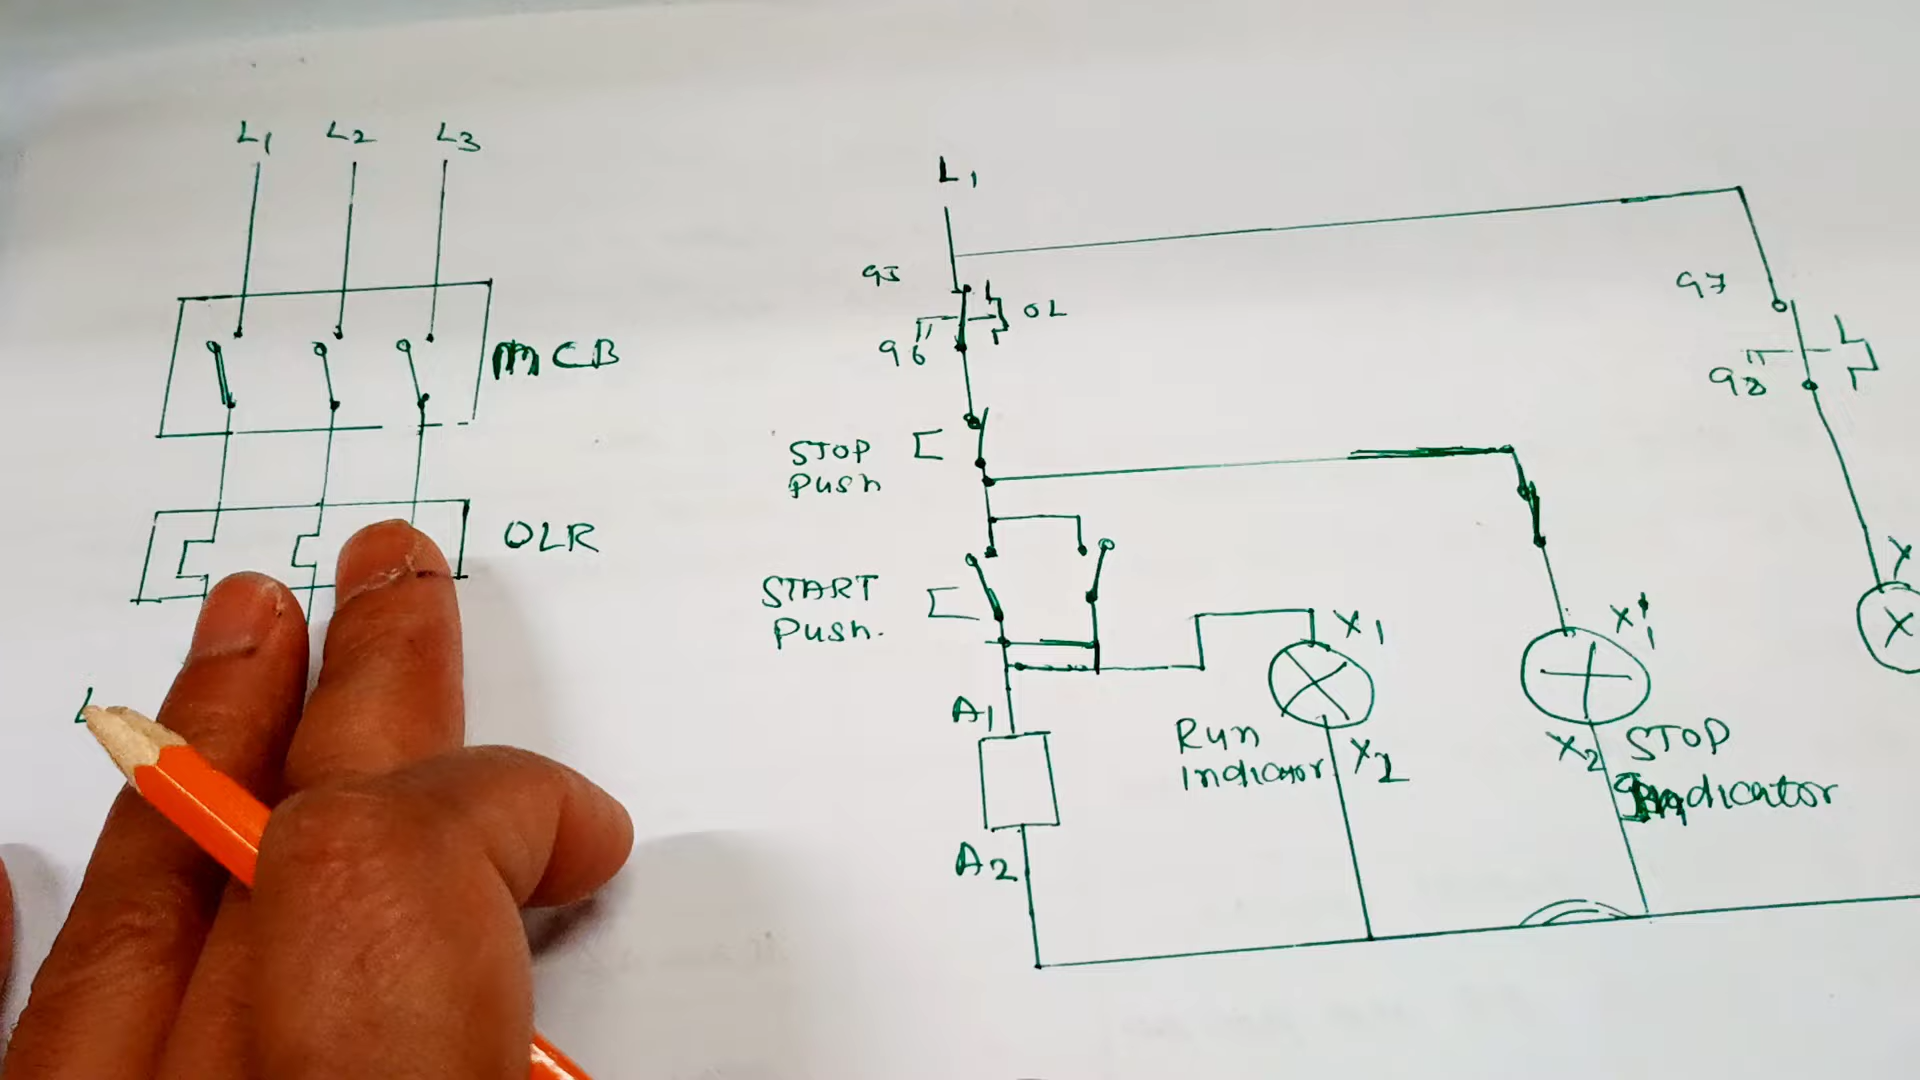 L1 L2 L3
MCB
OLR
L1
95
OL
96
STOP
Push
START
Push.
A1
A2
X1
Run
X2
97
98
X1
X2
STOP
Indicator
X